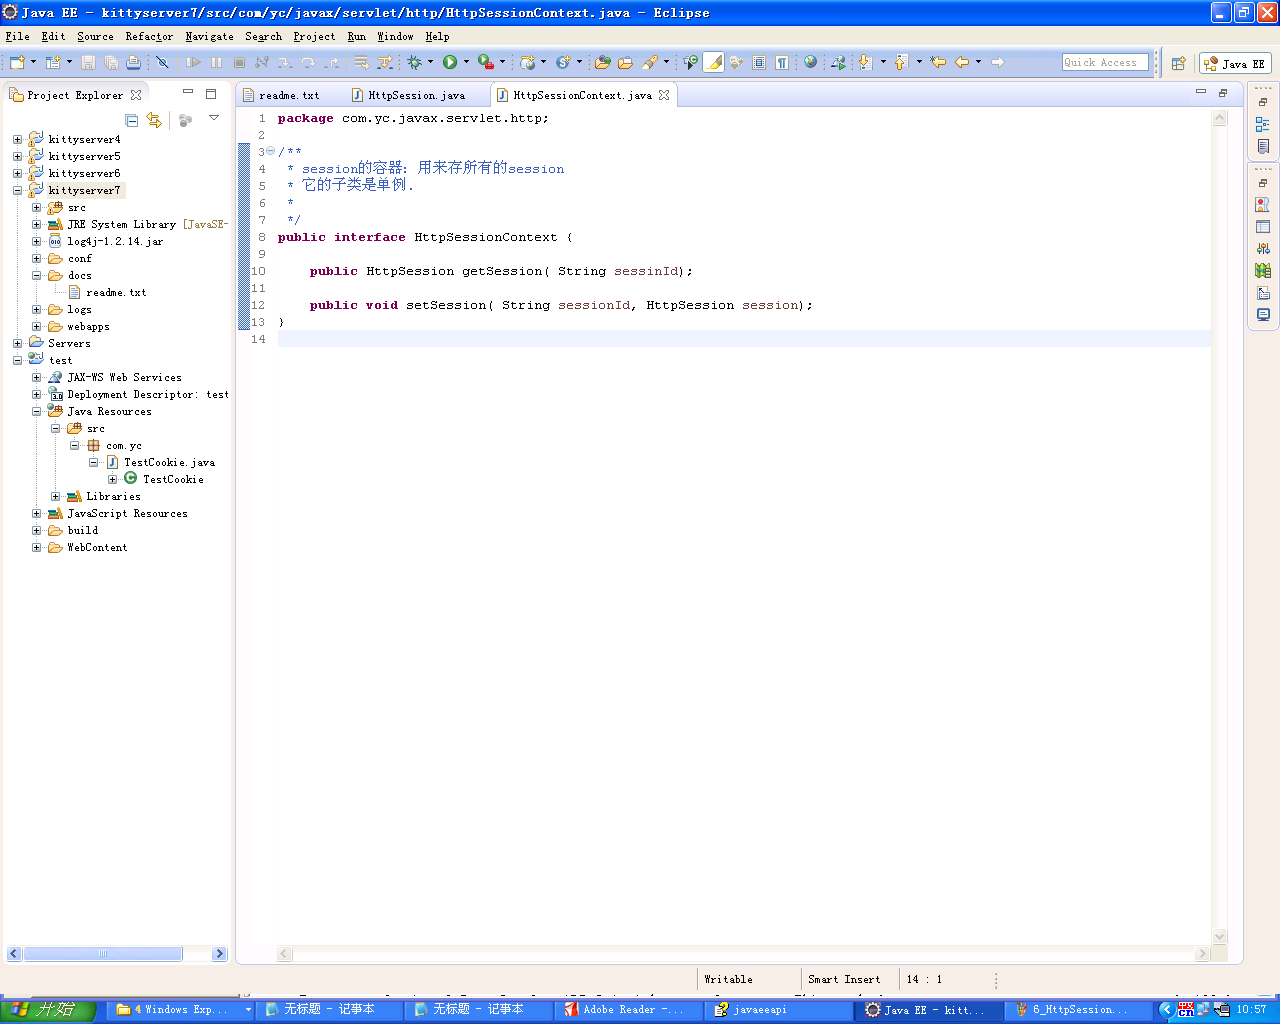 Java EE - kittyserver7/src/com/yc/javax/servlet/http/HttpSessionContext.java - Eclipse
File Edit Source Refactor Navigate Search Project Run Window Help
Quick Access
Java EE
Project Explorer
readme.txt
HttpSession.java
HttpSessionContext.java
kittyserver4
kittyserver5
kittyserver6
kittyserver7
src
JRE System Library [JavaSE-
log4j-1.2.14.jar
conf
docs
readme.txt
logs
webapps
Servers
test
JAX-WS Web Services
Deployment Descriptor: test
Java Resources
src
com.yc
TestCookie.java
TestCookie
Libraries
JavaScript Resources
build
WebContent
1 package com.yc.javax.servlet.http;
2
3 /**
4 * session的容器: 用来存所有的session
5 * 它的子类是单例.
6 *
7 */
8 public interface HttpSessionContext {
9
10 public HttpSession getSession( String sessinId);
11
12 public void setSession( String sessionId, HttpSession session);
13 }
14
Writable
Smart Insert
14 : 1
开始
4 Windows Exp...
无标题 - 记事本
无标题 - 记事本
Adobe Reader -...
javaeeapi
Java EE - kitt...
6_HttpSession...
10:57